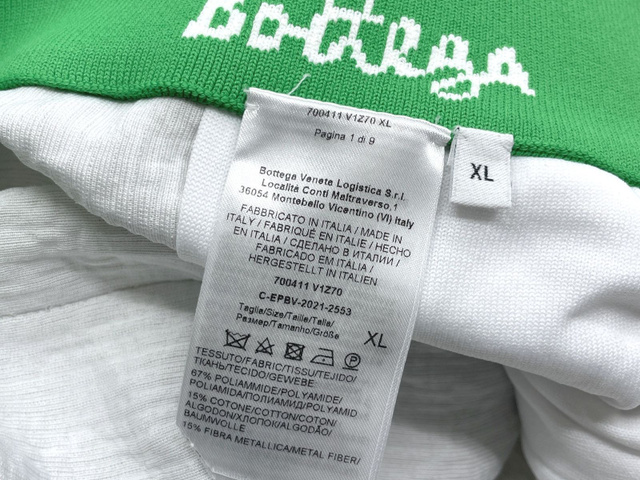 bottega
700411 V1Z70 XL
Pagina 1 di 9
XL
Bottega Veneta Logistica S.r.l.
Località Conti Maltraverso,1
36054 Montebello Vicentino (VI) Italy
FABBRICATO IN ITALIA / MADE IN
ITALY / FABRIQUÉ EN ITALIE / HECHO
EN ITALIA / СДЕЛАНО В ИТАЛИИ /
FABRICADO EM ITÁLIA /
HERGESTELLT IN ITALIEN
700411 V1Z70
C-EPBV-2021-2553
Taglia/Size/Taille/Talla/
Размер/Tamanho/Größe
XL
TESSUTO/FABRIC/TISSU/TEJIDO/
ТКАНЬ/TECIDO/GEWEBE:
67% POLIAMMIDE/POLYAMIDE/
POLIAMIDA/ПОЛИАМИД/POLYAMID
15% COTONE/COTTON/COTON/
ALGODON/ХЛОПОК/ALGODÃO/
BAUMWOLLE
15% FIBRA METALLICA/METAL FIBER/